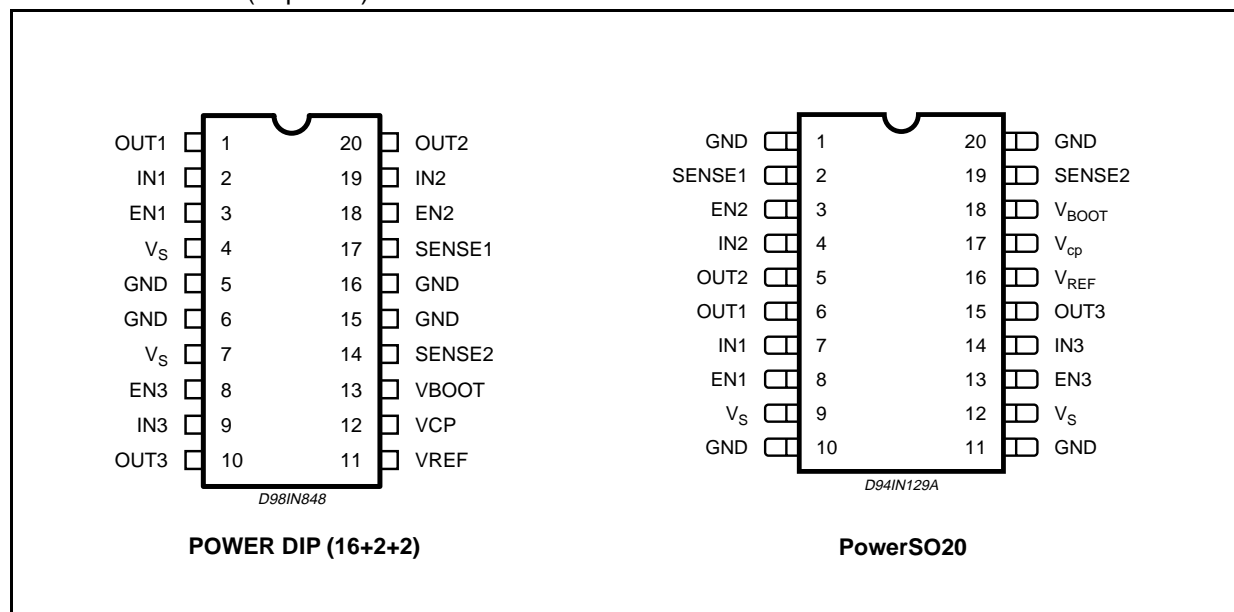 OUT1 1 20 OUT2
IN1 2 19 IN2
EN1 3 18 EN2
VS 4 17 SENSE1
GND 5 16 GND
GND 6 15 GND
VS 7 14 SENSE2
EN3 8 13 VBOOT
IN3 9 12 VCP
OUT3 10 11 VREF
D98IN848
POWER DIP (16+2+2)
GND 1 20 GND
SENSE1 2 19 SENSE2
EN2 3 18 VBOOT
IN2 4 17 Vcp
OUT2 5 16 VREF
OUT1 6 15 OUT3
IN1 7 14 IN3
EN1 8 13 EN3
VS 9 12 VS
GND 10 11 GND
D94IN129A
PowerSO20